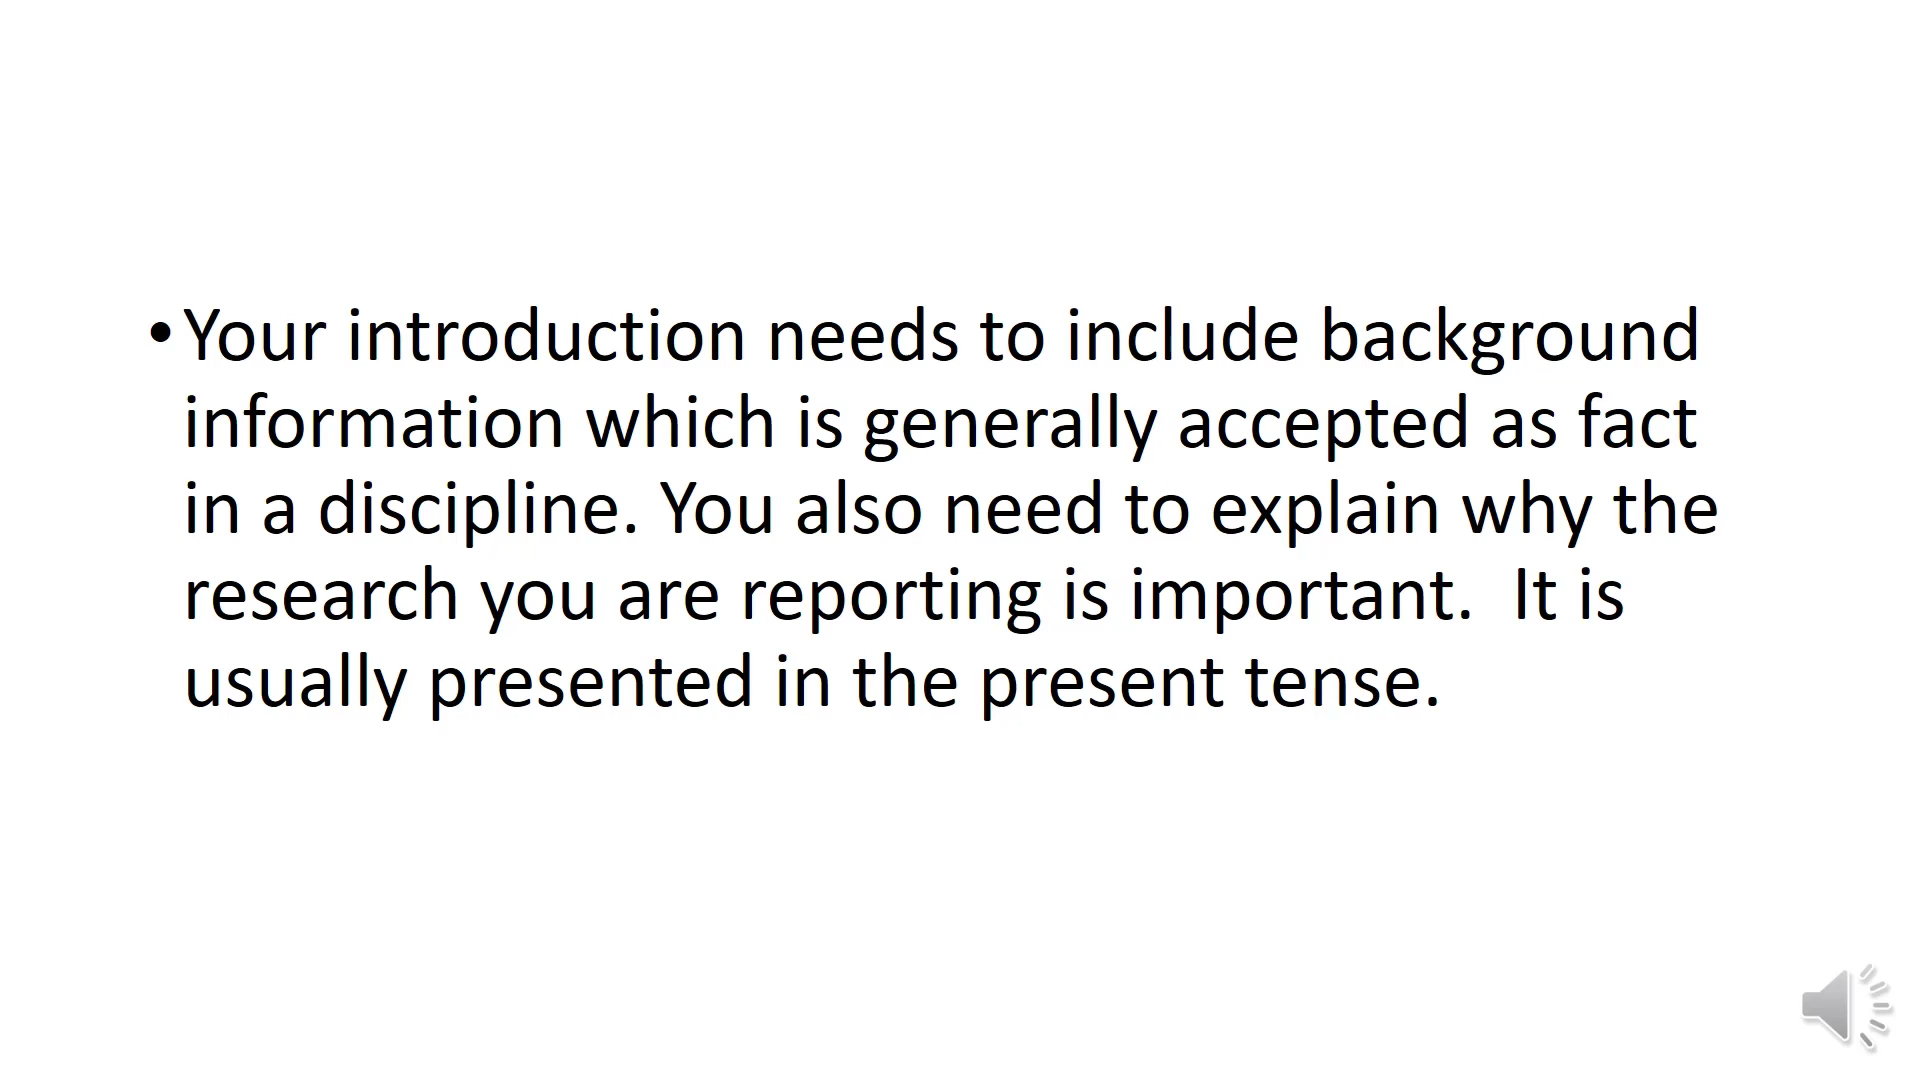 • Your introduction needs to include background
information which is generally accepted as fact
in a discipline. You also need to explain why the
research you are reporting is important.  It is
usually presented in the present tense.